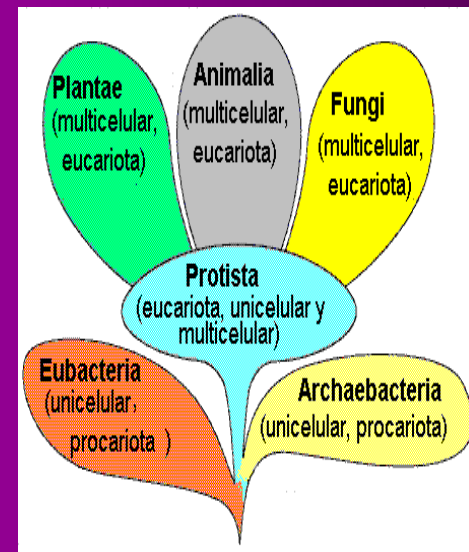 Plantae
(multicelular,
eucariota)
Animalia
(multicelular,
eucariota)
Fungi
(multicelular,
eucariota)
Protista
(eucariota, unicelular y
multicelular)
Eubacteria
(unicelular,
procariota )
Archaebacteria
(unicelular, procariota)